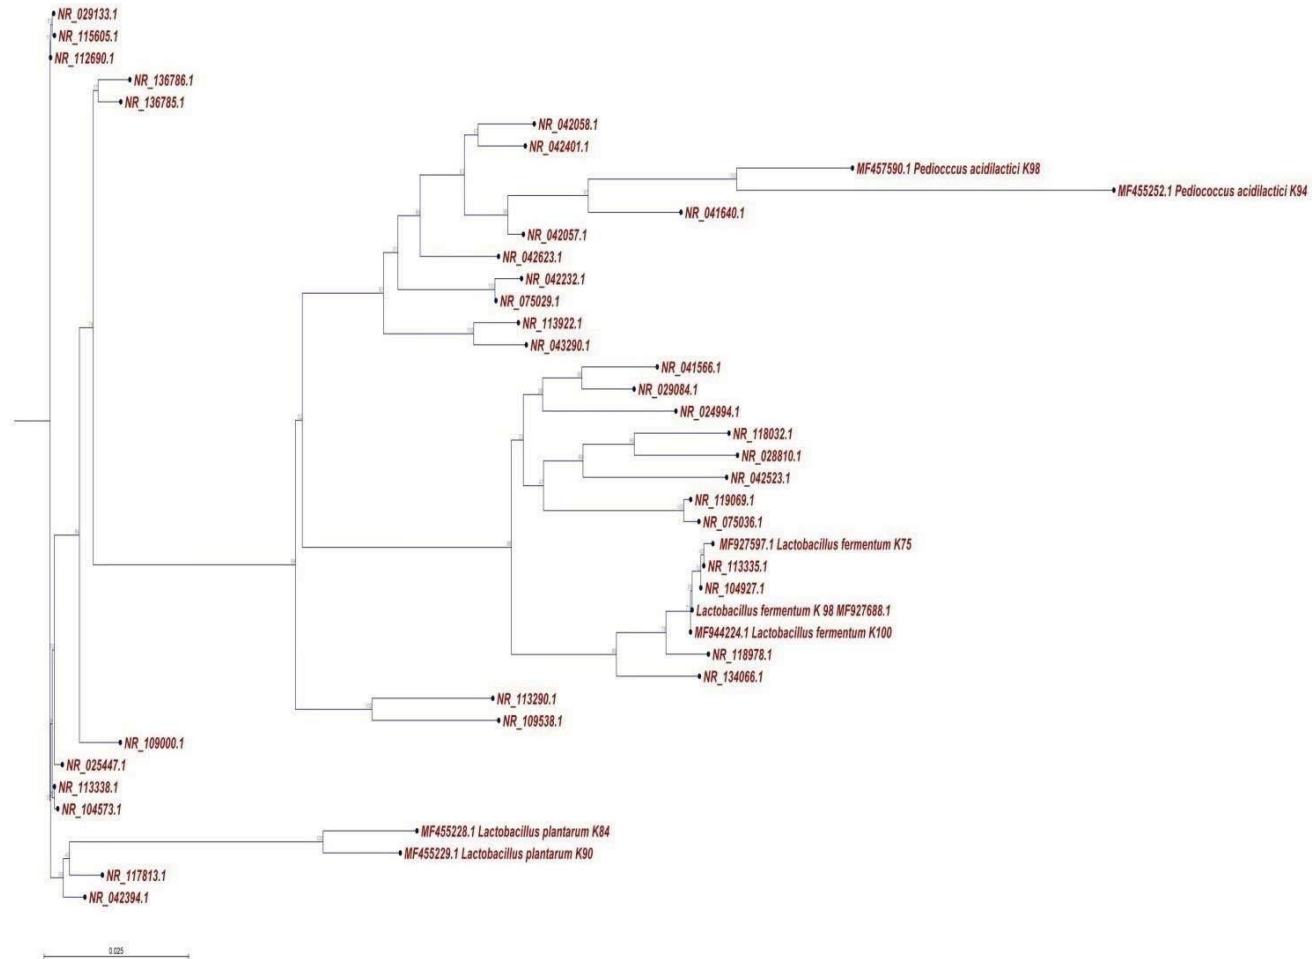 NR_029133.1
NR_115605.1
NR_112690.1
NR_136786.1
NR_136785.1
NR_042058.1
NR_042401.1
MF457590.1 Pediocccus acidilactici K98
MF455252.1 Pediococcus acidilactici K94
NR_041640.1
NR_042057.1
NR_042623.1
NR_042232.1
NR_075029.1
NR_113922.1
NR_043290.1
NR_041566.1
NR_029084.1
NR_024994.1
NR_118032.1
NR_028810.1
NR_042523.1
NR_119069.1
NR_075036.1
MF927597.1 Lactobacillus fermentum K75
NR_113335.1
NR_104927.1
Lactobacillus fermentum K 98 MF927688.1
MF944224.1 Lactobacillus fermentum K100
NR_118978.1
NR_134066.1
NR_113290.1
NR_109538.1
NR_109000.1
NR_025447.1
NR_113338.1
NR_104573.1
MF455228.1 Lactobacillus plantarum K84
MF455229.1 Lactobacillus plantarum K90
NR_117813.1
NR_042394.1
0.025